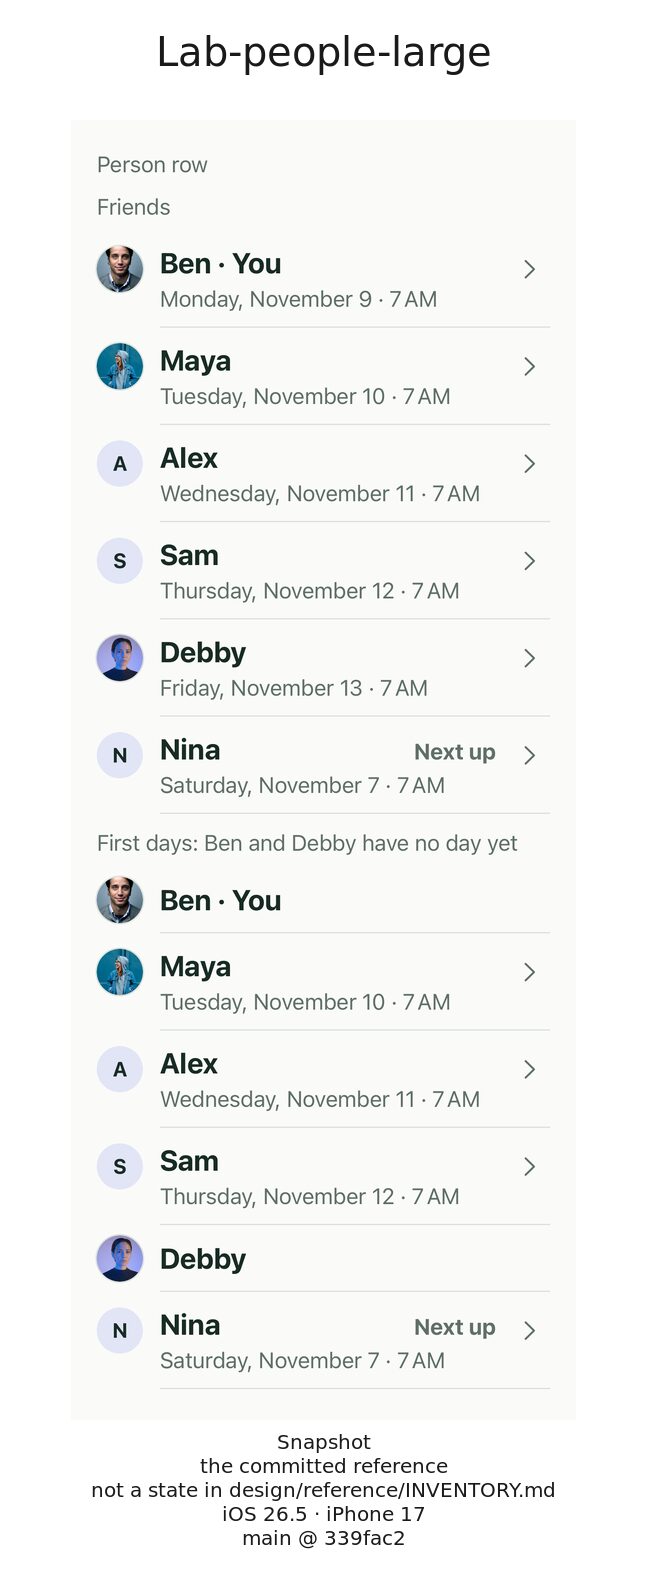 Lab-people-large
Person row
Friends
Ben · You
Monday, November 9 · 7 AM
Maya
Tuesday, November 10 · 7 AM
A
Alex
Wednesday, November 11 · 7 AM
S
Sam
Thursday, November 12 · 7 AM
Debby
Friday, November 13 · 7 AM
N
Nina
Next up
Saturday, November 7 · 7 AM
First days: Ben and Debby have no day yet
Ben · You
Maya
Tuesday, November 10 · 7 AM
A
Alex
Wednesday, November 11 · 7 AM
S
Sam
Thursday, November 12 · 7 AM
Debby
N
Nina
Next up
Saturday, November 7 · 7 AM
Snapshot
the committed reference
not a state in design/reference/INVENTORY.md
iOS 26.5 · iPhone 17
main @ 339fac2